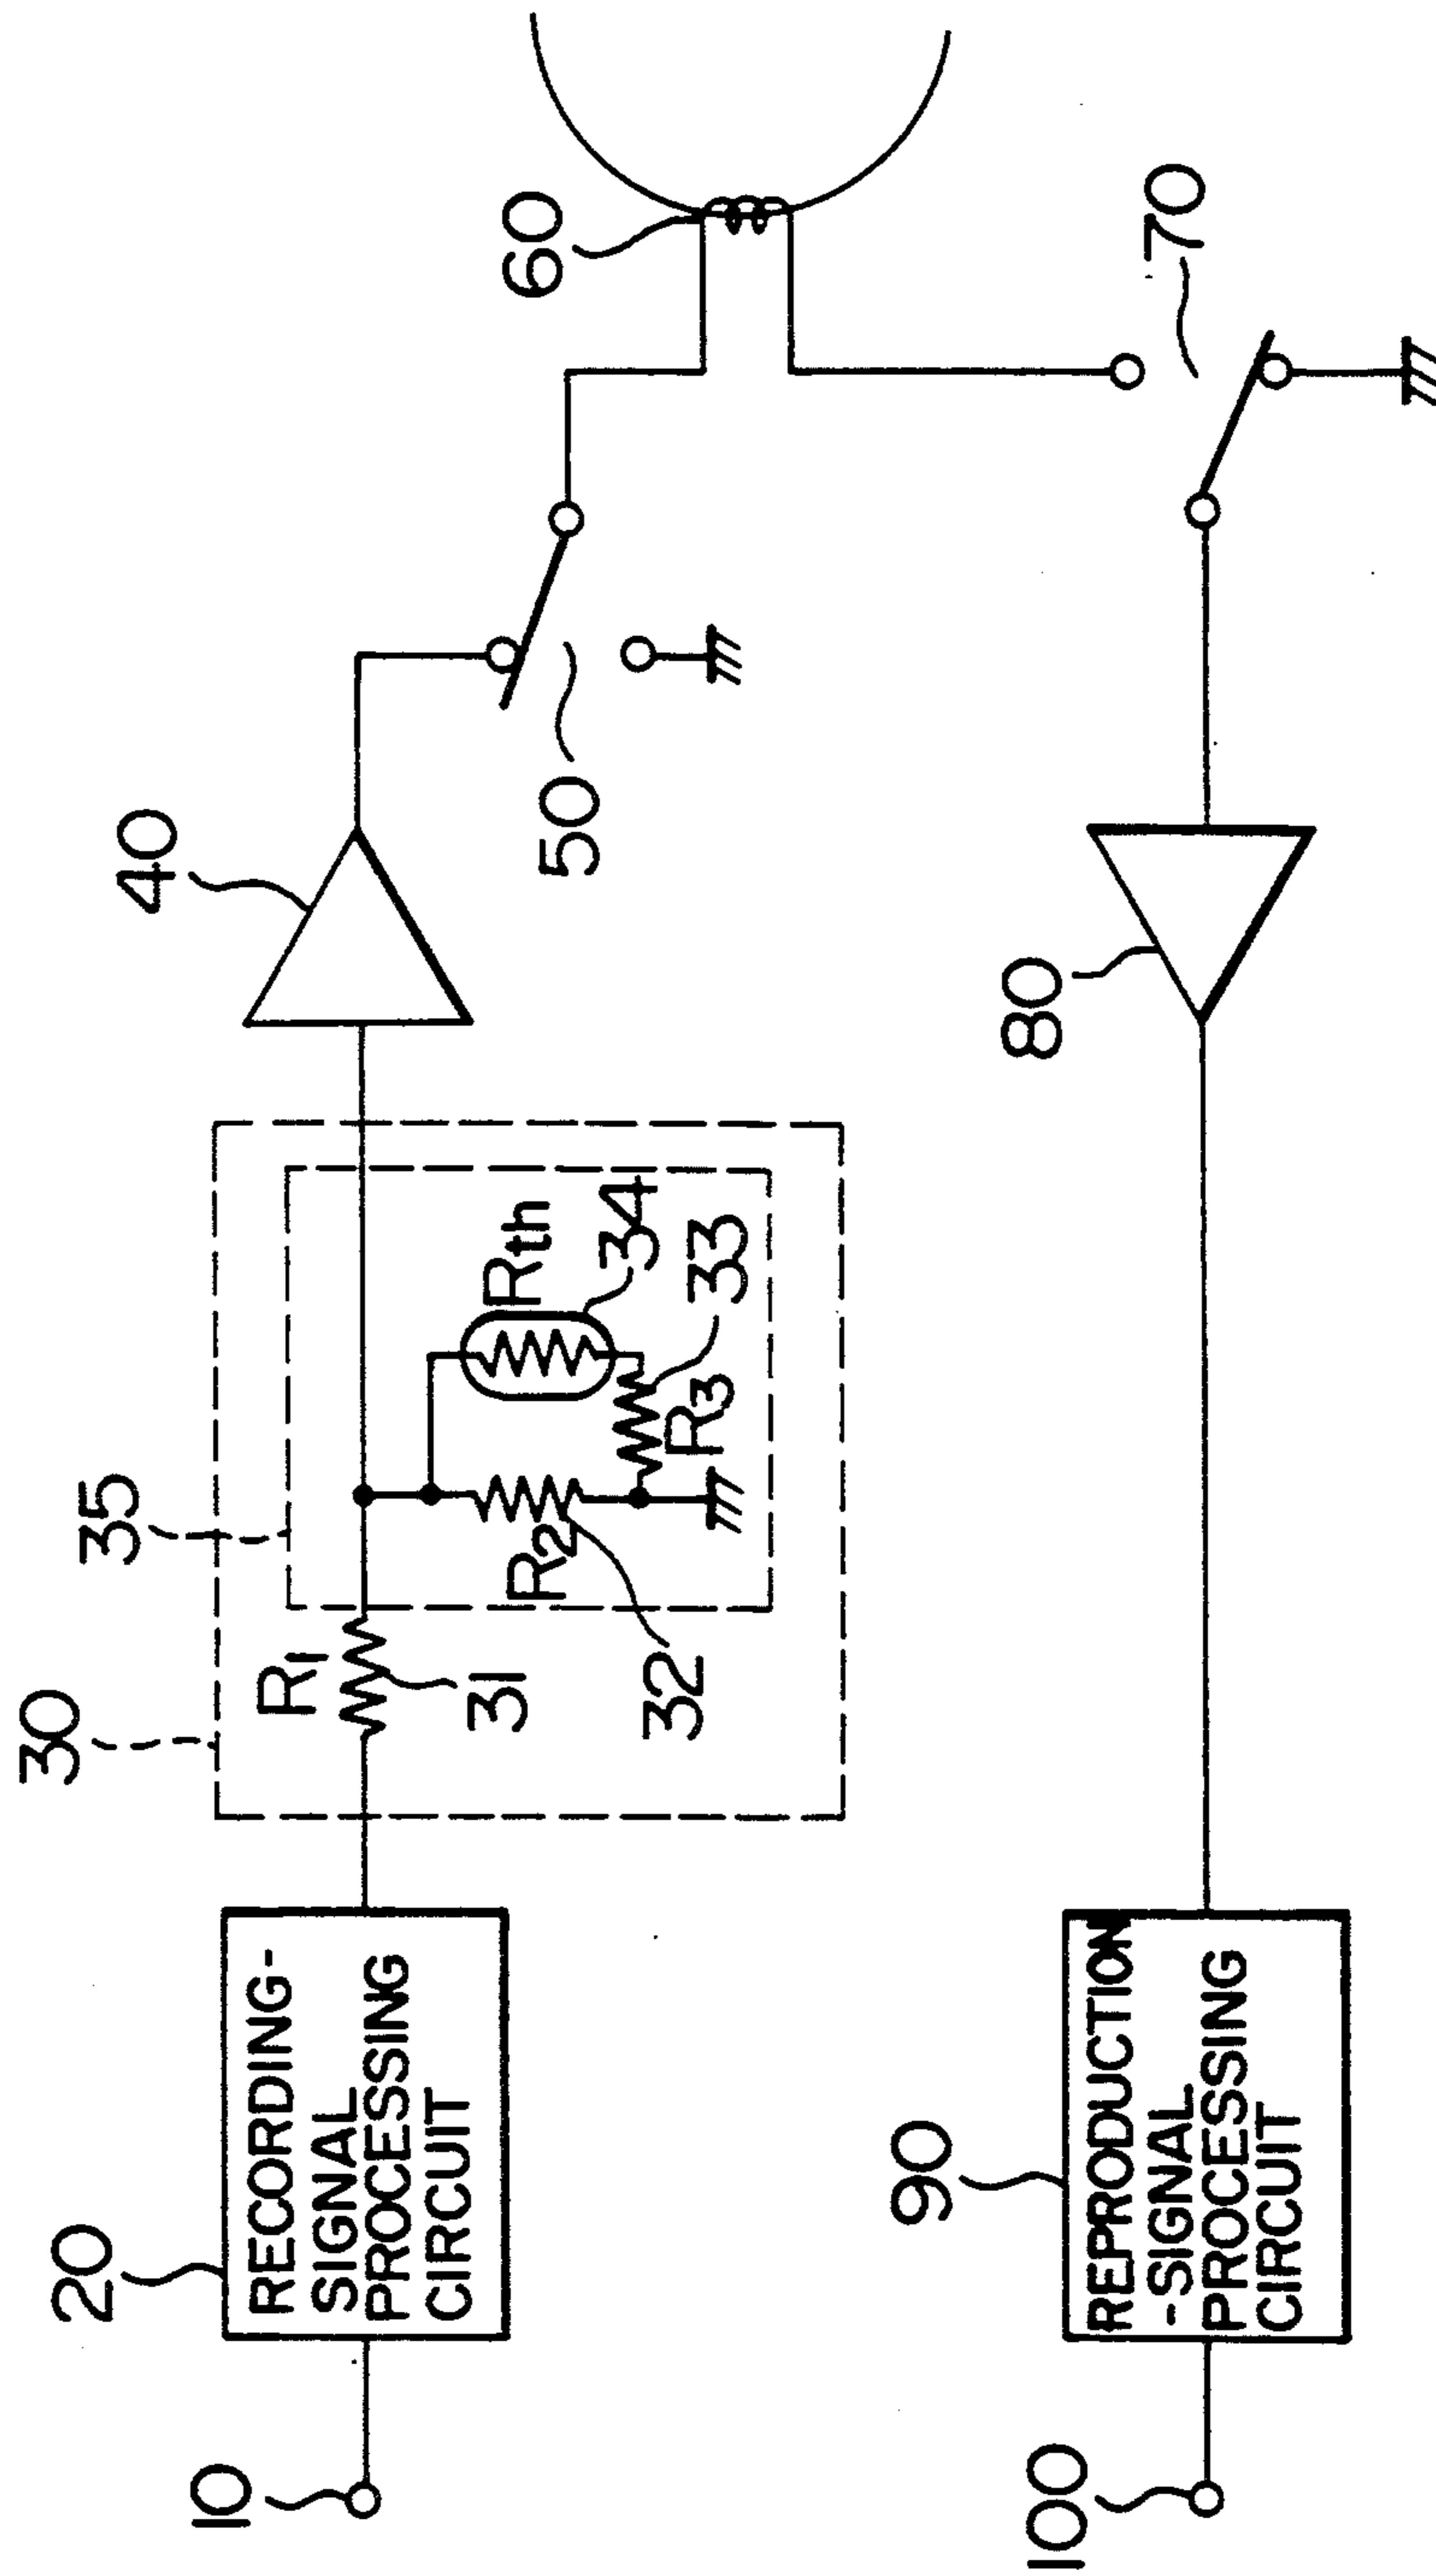 10
20
RECORDING-
SIGNAL
PROCESSING
CIRCUIT
30
35
R1
31
R2
32
Rth
34
33
R3
40
50
60
70
80
90
REPRODUCTION
-SIGNAL
PROCESSING
CIRCUIT
100